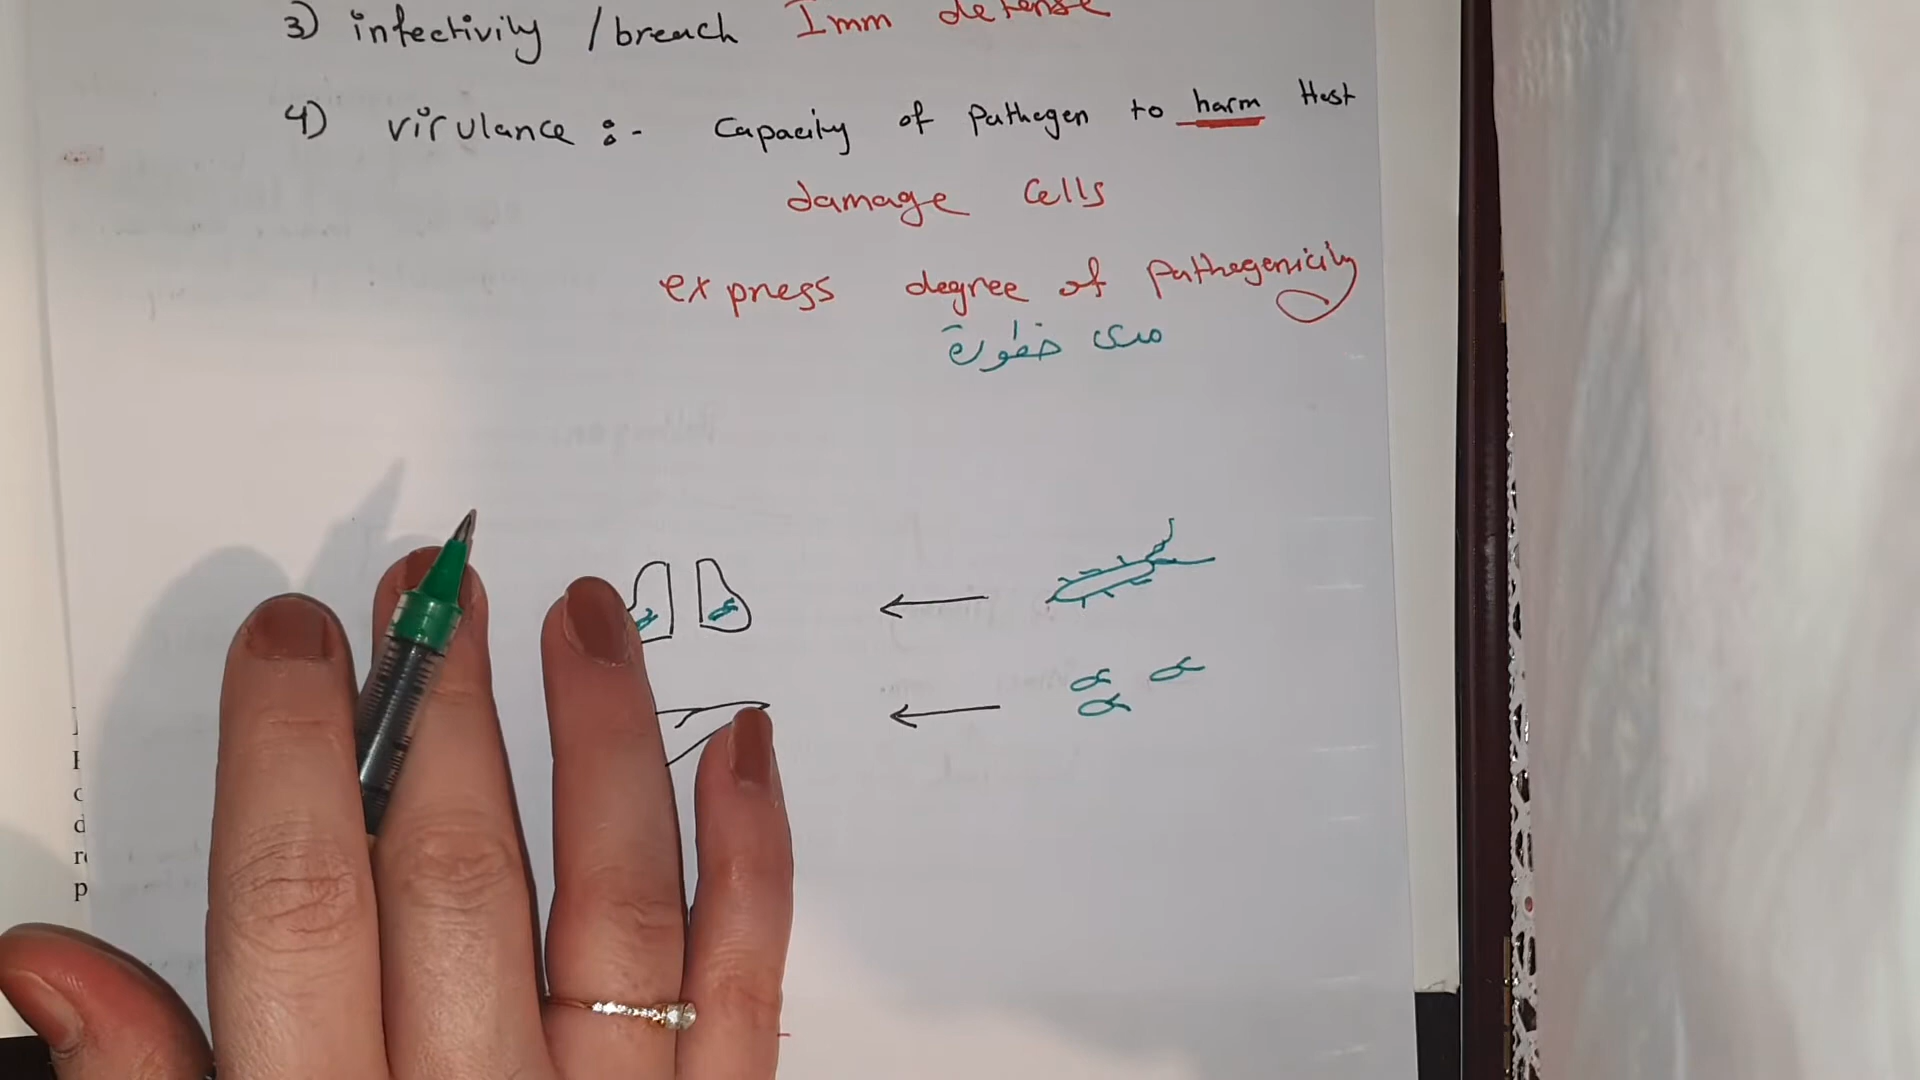 3) infectivity / breach Imm defense
4) virulance :- Capacity of Pathogen to harm Host
damage cells
express degree of pathogenicity
مدى خطورة